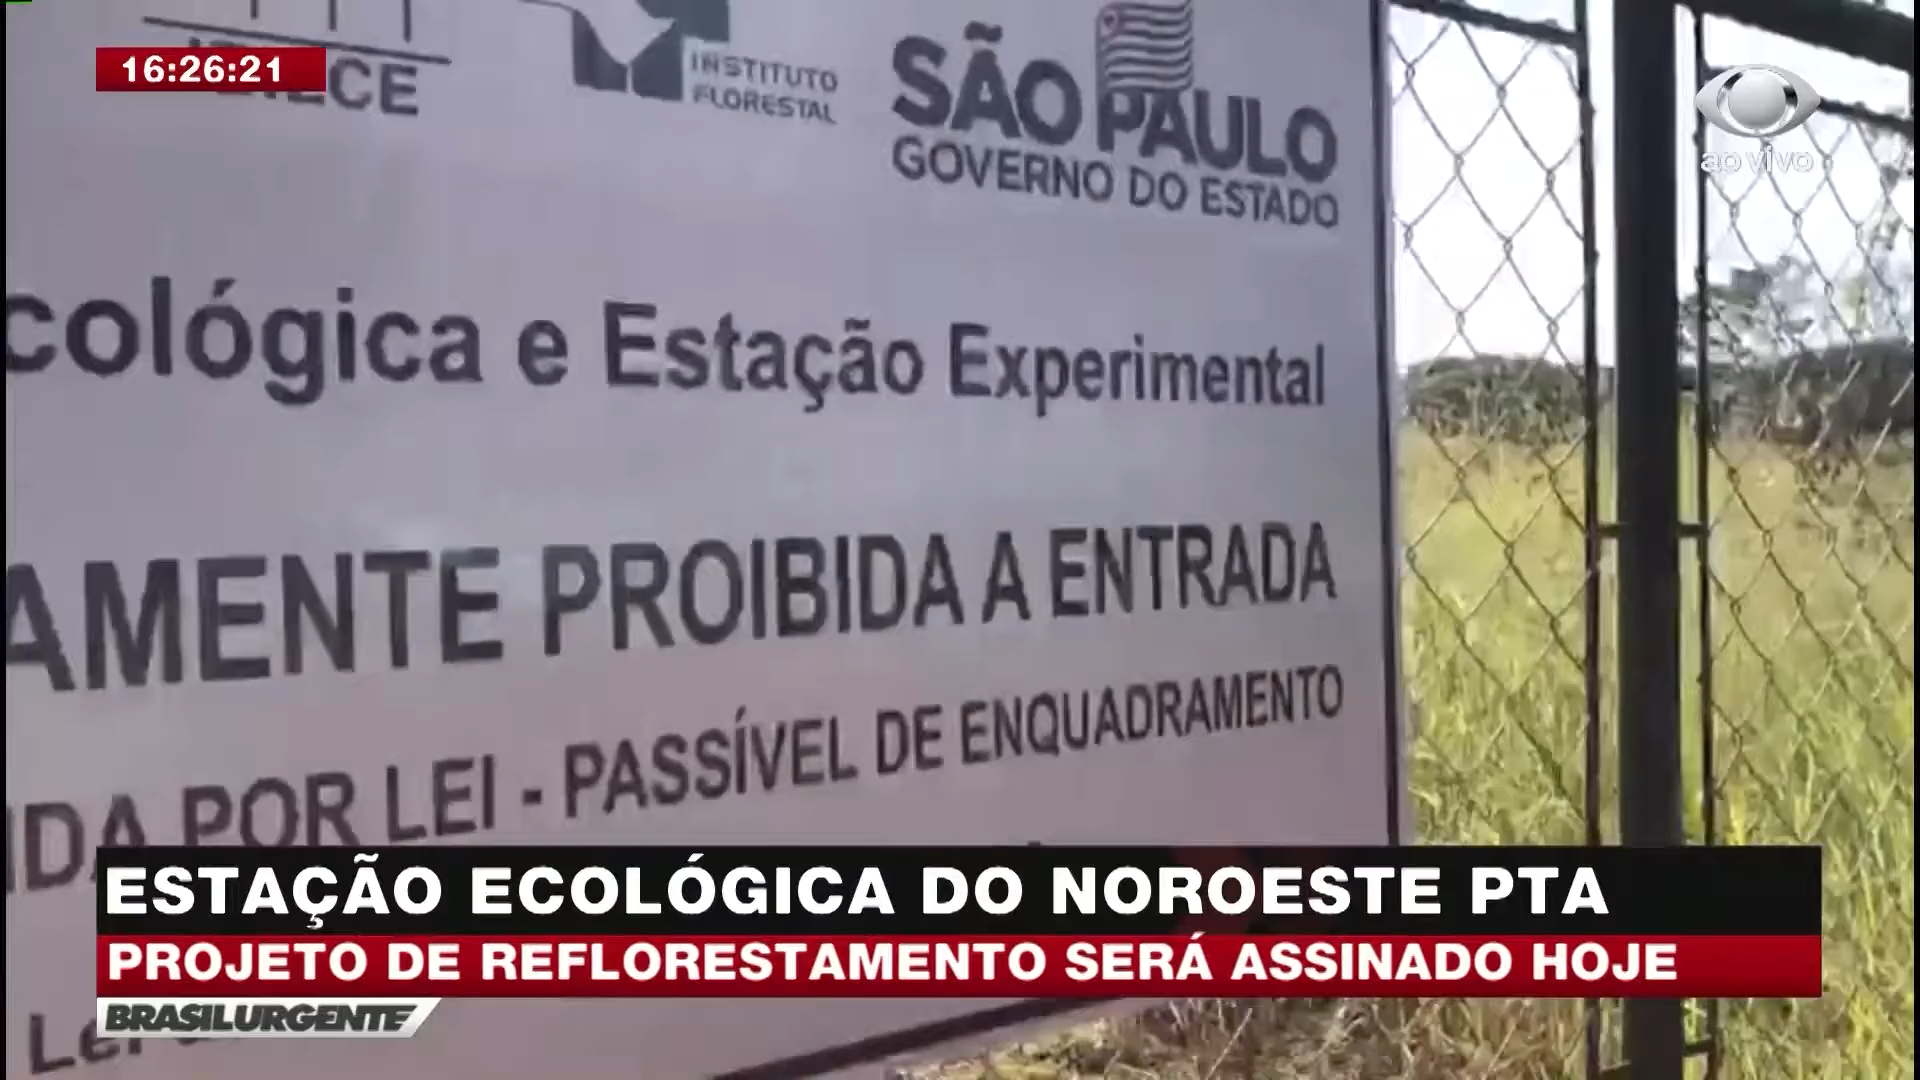 16:26:21
INSTITUTO
FLORESTAL
SÃO PAULO
GOVERNO DO ESTADO
ao vivo
cológica e Estação Experimental
AMENTE PROIBIDA A ENTRADA
IDA POR LEI - PASSÍVEL DE ENQUADRAMENTO
ESTAÇÃO ECOLÓGICA DO NOROESTE PTA
PROJETO DE REFLORESTAMENTO SERÁ ASSINADO HOJE
BRASILURGENTE